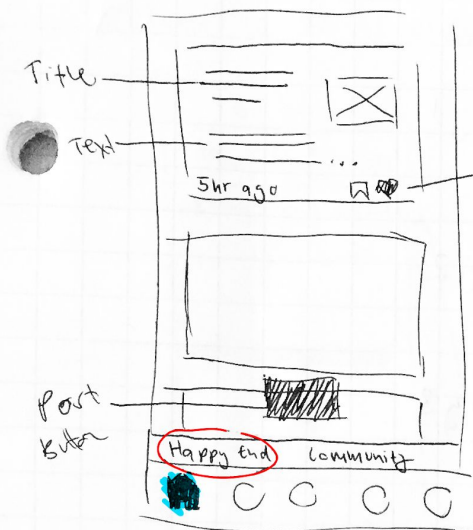 Title
Text
...
5hr ago
Post
Button
Happy End
Community